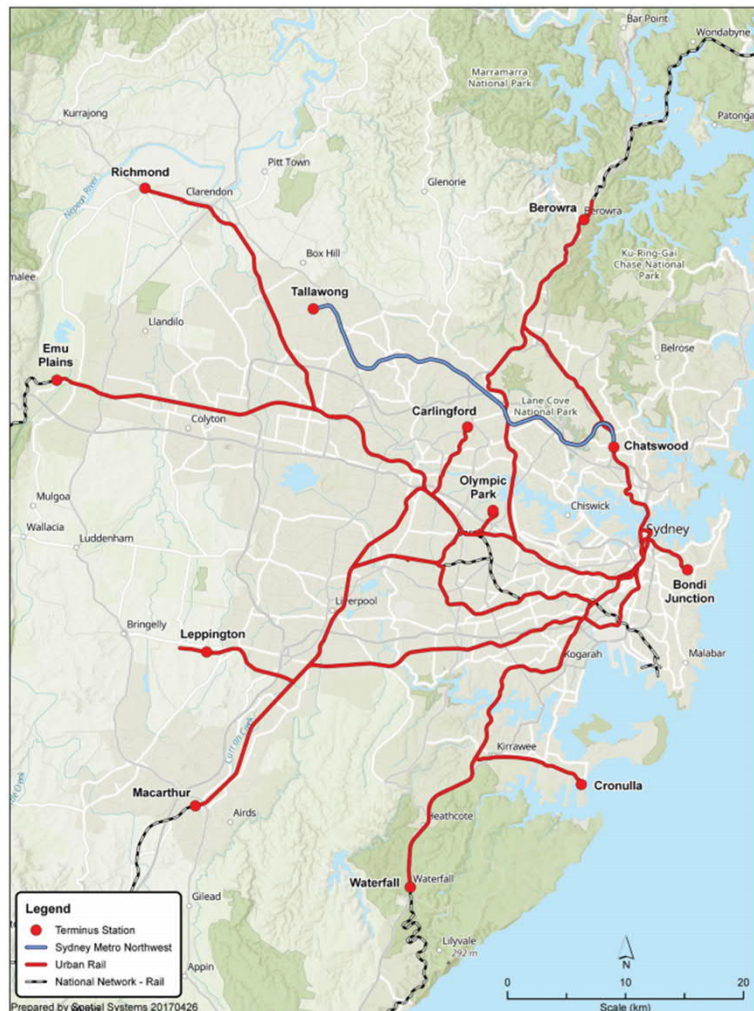 Bar Point
Wondabyne
Marramarra
National Park
Kurrajong
Patonga
Pitt Town
Richmond
Clarendon
Glenorie
Nepean River
Berowra
Berowra
Ku-Ring-Gai
Chase National
Park
Box Hill
Tallawong
Llandilo
Emu
Plains
Belrose
Lane Cove
National Park
Carlingford
Colyton
Chatswood
Olympic
Park
Mulgoa
Chiswick
Wallacia
Sydney
Luddenham
Bondi
Junction
Liverpool
Bringelly
Leppington
Kogarah
Malabar
Kirrawee
Macarthur
Cronulla
Airds
Heathcote
Waterfall
Waterfall
Gilead
Lilyvale
292 m
Appin
Legend
Terminus Station
Sydney Metro Northwest
Urban Rail
National Network - Rail
N
0 10 20
Scale (km)
Prepared by Spatial Systems 20170426